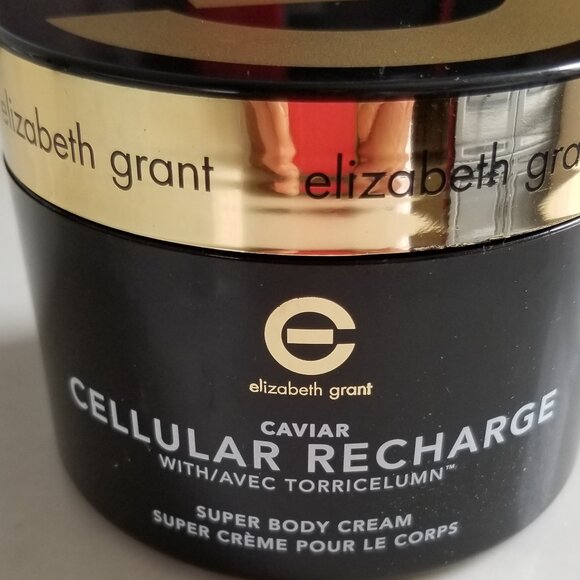 elizabeth grant
elizabeth gra
elizabeth grant
CAVIAR
CELLULAR RECHARGE
WITH/AVEC TORRICELUMN™
SUPER BODY CREAM
SUPER CRÈME POUR LE CORPS